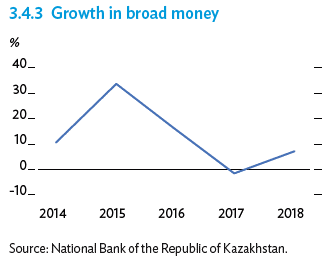 3.4.3 Growth in broad money
%
40
30
20
10
0
-10
2014 2015 2016 2017 2018
Source: National Bank of the Republic of Kazakhstan.